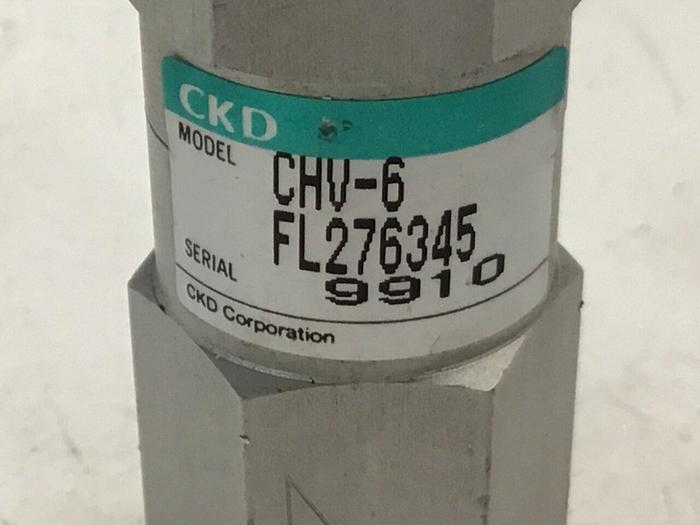 CKD
MODEL CHV-6
FL276345
SERIAL 9910
CKD Corporation